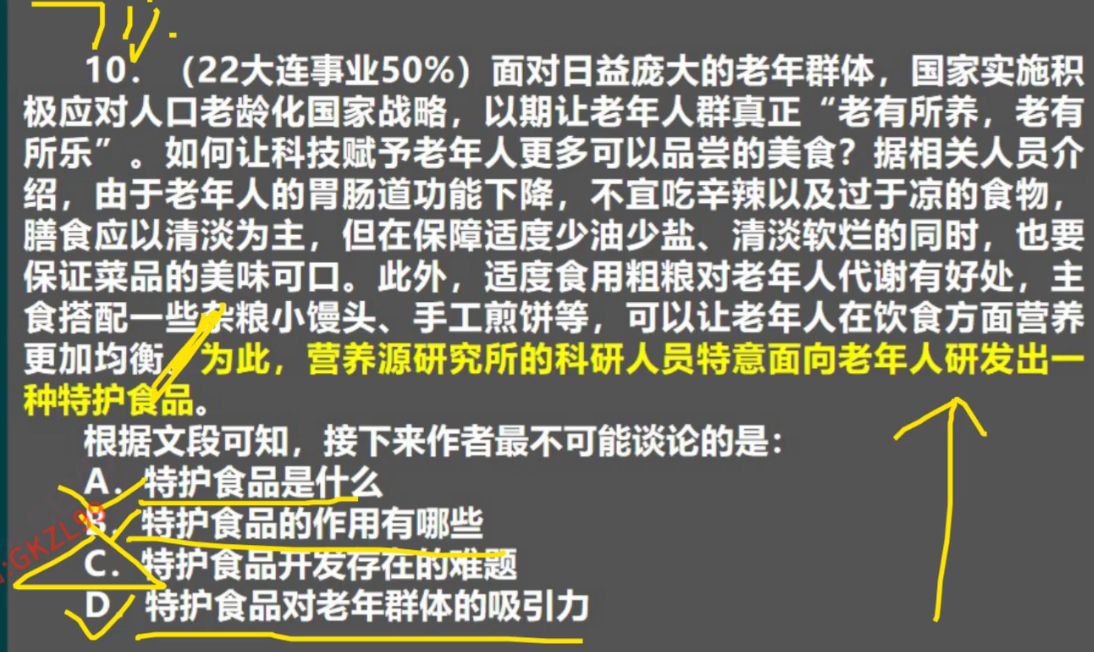 10. （22大连事业50%）面对日益庞大的老年群体，国家实施积
极应对人口老龄化国家战略，以期让老年人群真正“老有所养，老有
所乐”。如何让科技赋予老年人更多可以品尝的美食？据相关人员介
绍，由于老年人的胃肠道功能下降，不宜吃辛辣以及过于凉的食物，
膳食应以清淡为主，但在保障适度少油少盐、清淡软烂的同时，也要
保证菜品的美味可口。此外，适度食用粗粮对老年人代谢有好处，主
食搭配一些杂粮小馒头、手工煎饼等，可以让老年人在饮食方面营养
更加均衡。为此，营养源研究所的科研人员特意面向老年人研发出一
种特护食品。
根据文段可知，接下来作者最不可能谈论的是：
A. 特护食品是什么
B. 特护食品的作用有哪些
C. 特护食品开发存在的难题
D. 特护食品对老年群体的吸引力
GKZL99